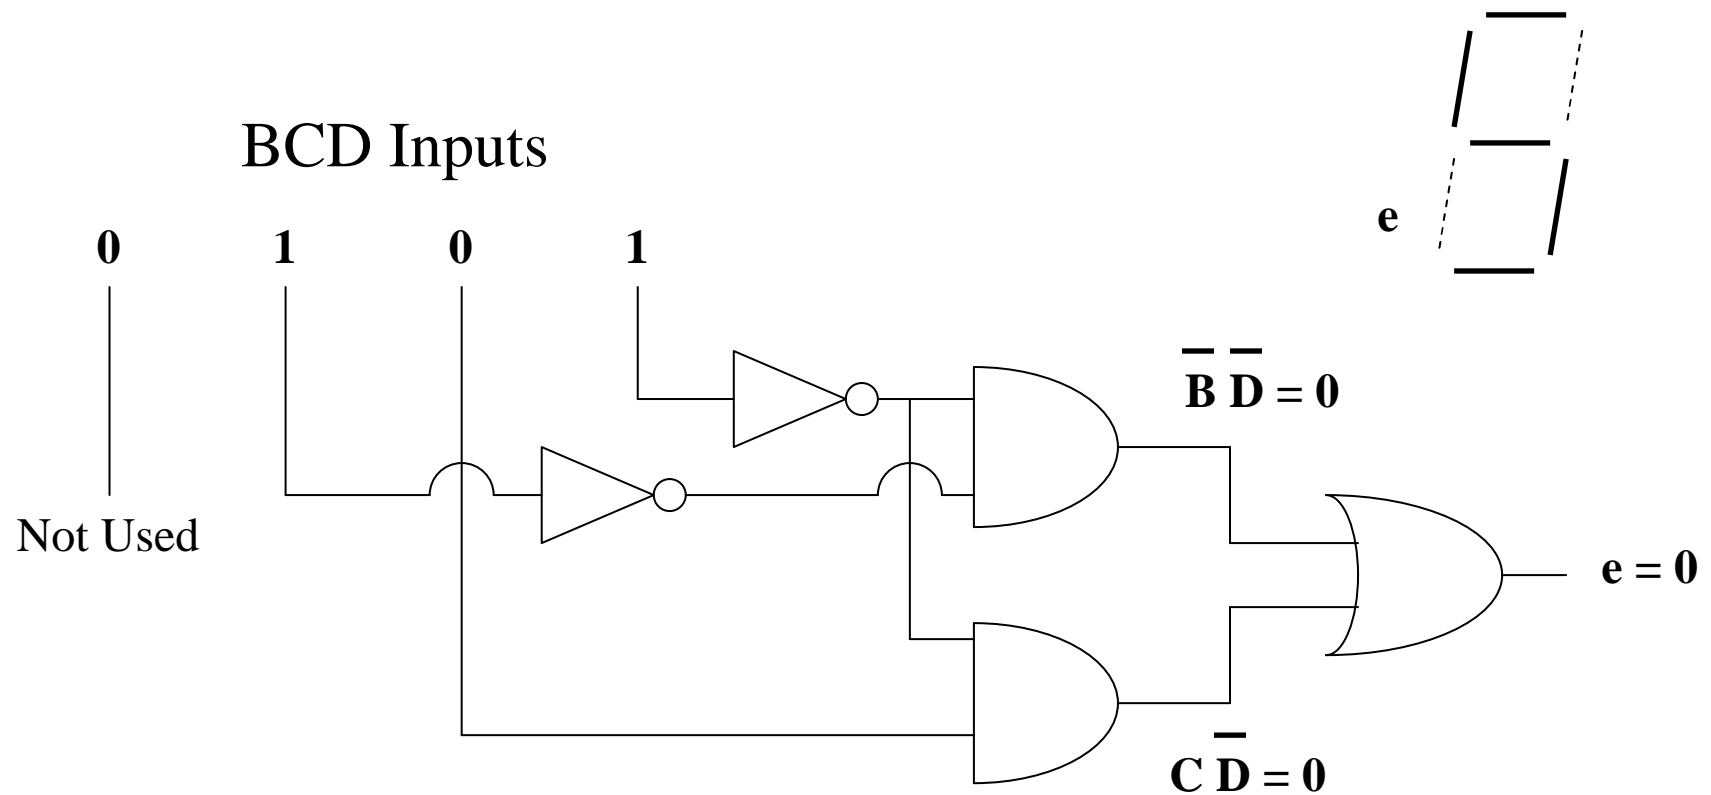 BCD Inputs
e
0 1 0 1
B̅ D̅ = 0
Not Used
e = 0
C D̅ = 0